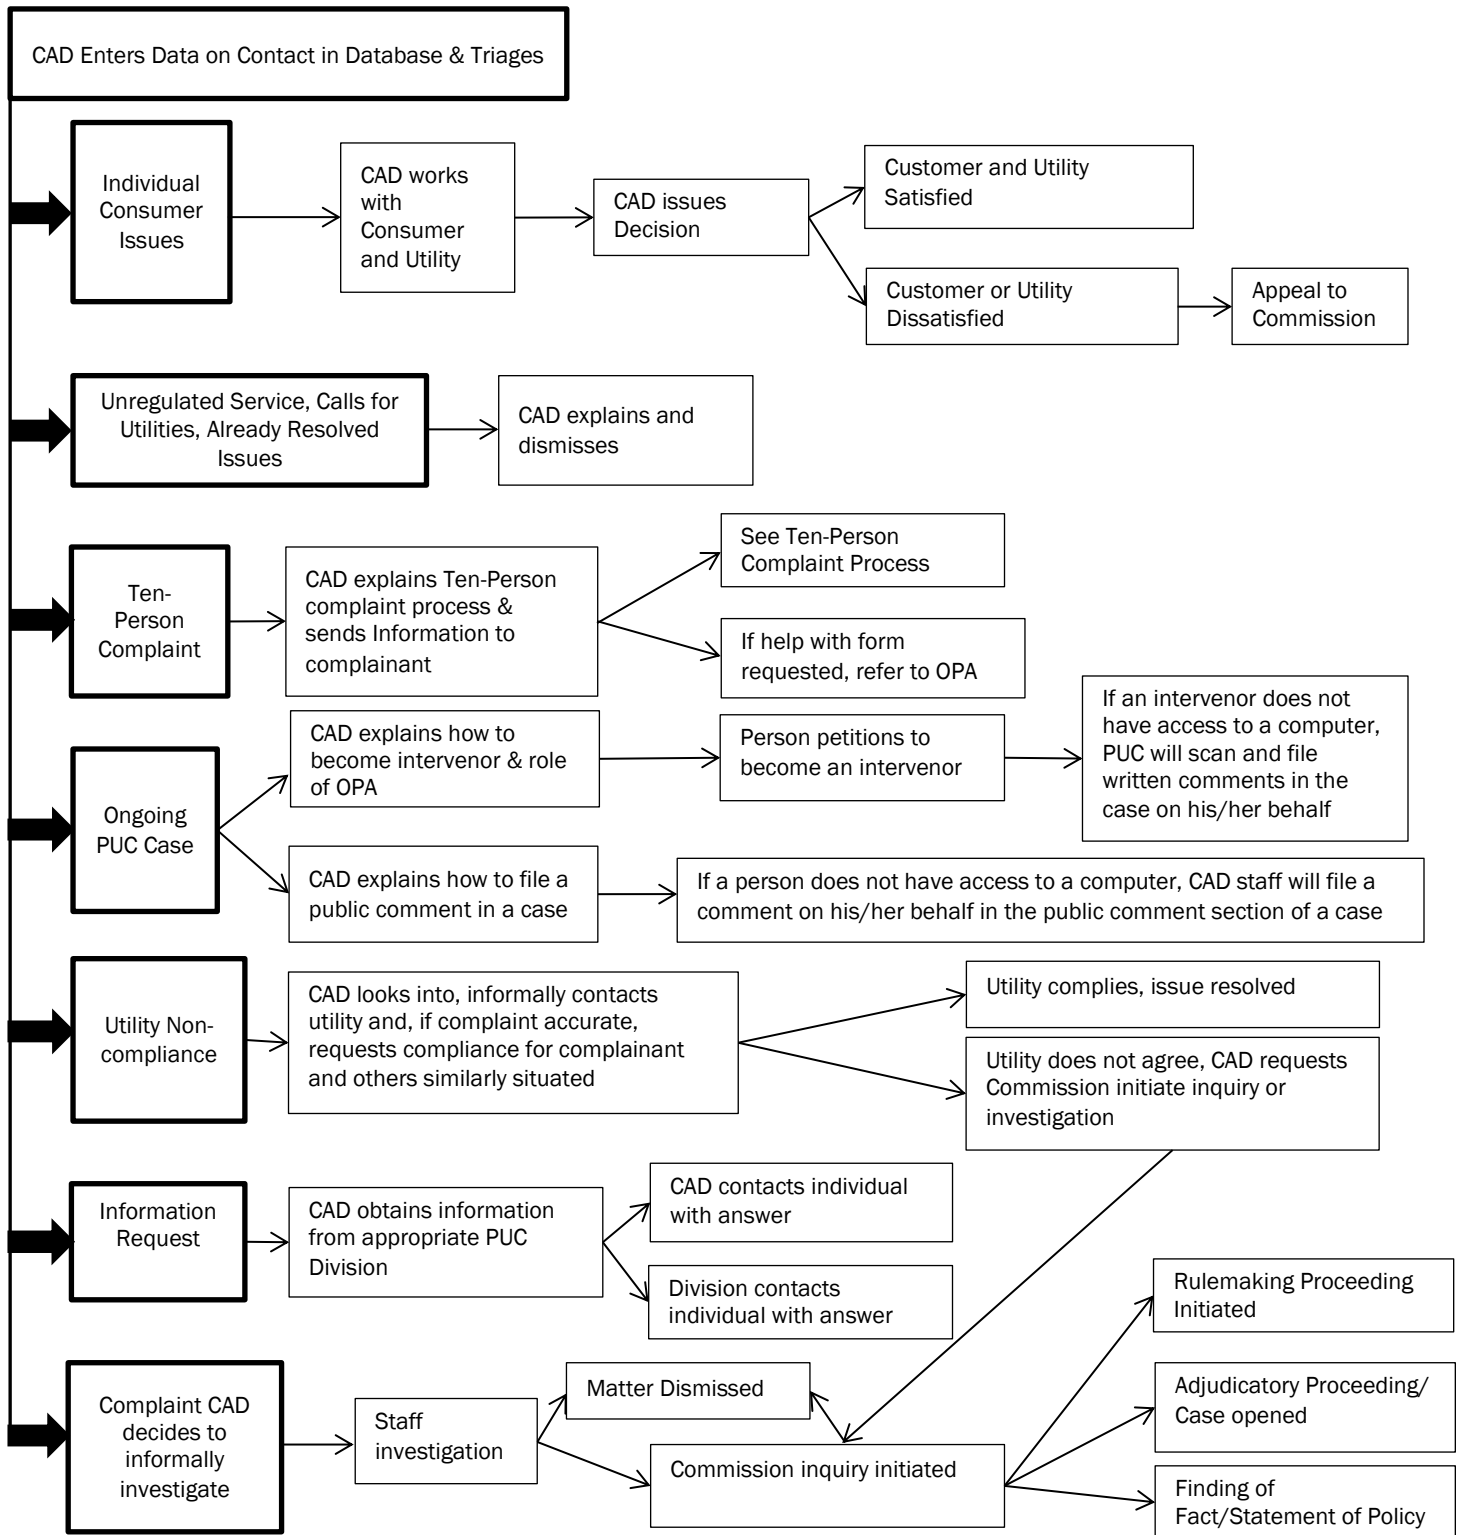 CAD Enters Data on Contact in Database & Triages
Individual
Consumer
Issues
CAD works
with
Consumer
and Utility
CAD issues
Decision
Customer and Utility
Satisfied
Customer or Utility
Dissatisfied
Appeal to
Commission
Unregulated Service, Calls for
Utilities, Already Resolved
Issues
CAD explains and
dismisses
Ten-
Person
Complaint
CAD explains Ten-Person
complaint process &
sends Information to
complainant
See Ten-Person
Complaint Process
If help with form
requested, refer to OPA
Ongoing
PUC Case
CAD explains how to
become intervenor & role
of OPA
Person petitions to
become an intervenor
If an intervenor does not
have access to a computer,
PUC will scan and file
written comments in the
case on his/her behalf
CAD explains how to file a
public comment in a case
If a person does not have access to a computer, CAD staff will file a
comment on his/her behalf in the public comment section of a case
Utility Non-
compliance
CAD looks into, informally contacts
utility and, if complaint accurate,
requests compliance for complainant
and others similarly situated
Utility complies, issue resolved
Utility does not agree, CAD requests
Commission initiate inquiry or
investigation
Information
Request
CAD obtains information
from appropriate PUC
Division
CAD contacts individual
with answer
Division contacts
individual with answer
Complaint CAD
decides to
informally
investigate
Staff
investigation
Matter Dismissed
Commission inquiry initiated
Rulemaking Proceeding
Initiated
Adjudicatory Proceeding/
Case opened
Finding of
Fact/Statement of Policy